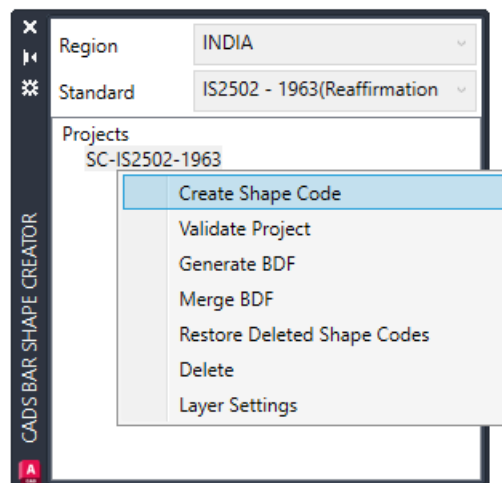 Region INDIA
Standard IS2502 - 1963(Reaffirmation
Projects
SC-IS2502-1963
Create Shape Code
Validate Project
Generate BDF
Merge BDF
Restore Deleted Shape Codes
Delete
Layer Settings
CADS BAR SHAPE CREATOR
A